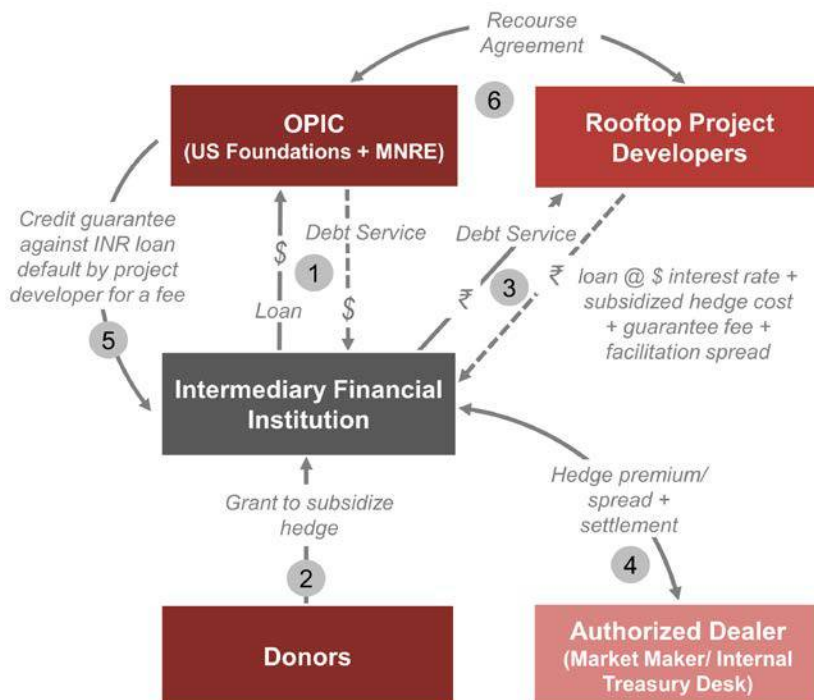 Recourse
Agreement
6
OPIC
(US Foundations + MNRE)
Rooftop Project
Developers
Credit guarantee
against INR loan
default by project
developer for a fee
5
$
Debt Service
1
Loan
$
Debt Service
₹
3
₹
loan @ $ interest rate +
subsidized hedge cost
+ guarantee fee +
facilitation spread
Intermediary Financial
Institution
Grant to subsidize
hedge
2
Hedge premium/
spread +
settlement
4
Donors
Authorized Dealer
(Market Maker/ Internal
Treasury Desk)